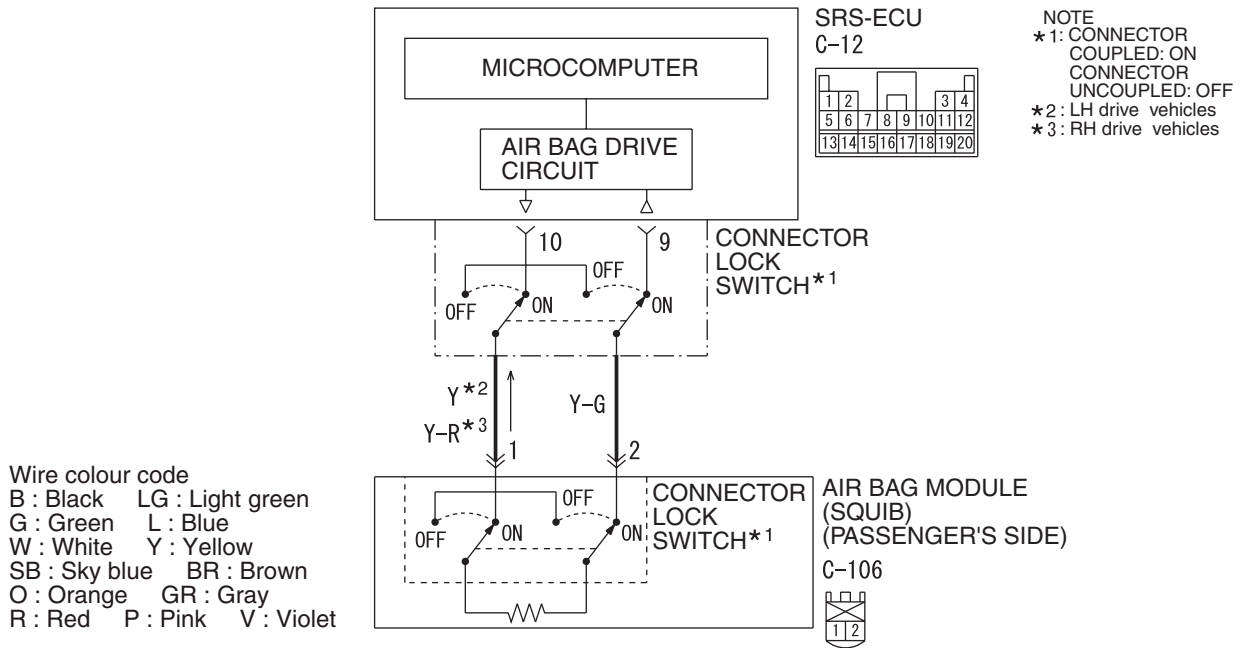 SRS-ECU
C-12
NOTE
*1: CONNECTOR
COUPLED: ON
CONNECTOR
UNCOUPLED: OFF
*2: LH drive vehicles
*3: RH drive vehicles
MICROCOMPUTER
AIR BAG DRIVE
CIRCUIT
1 2 3 4
5 6 7 8 9 10 11 12
13 14 15 16 17 18 19 20
10 9
CONNECTOR
LOCK
SWITCH*1
OFF ON OFF ON
Y*2
Y-R*3
Y-G
1 2
CONNECTOR
LOCK
SWITCH*1
OFF ON OFF ON
AIR BAG MODULE
(SQUIB)
(PASSENGER'S SIDE)
C-106
1 2
Wire colour code
B : Black LG : Light green
G : Green L : Blue
W : White Y : Yellow
SB : Sky blue BR : Brown
O : Orange GR : Gray
R : Red P : Pink V : Violet